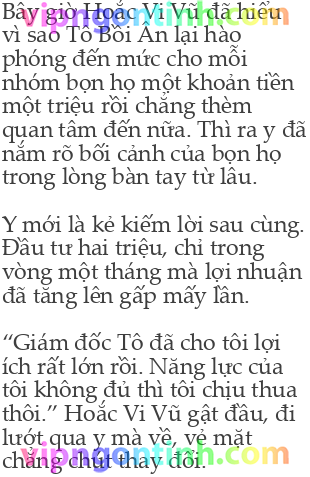 Bây giờ Hoắc Vi Vũ đã hiểu
vì sao Tô Bồi Ân lại hào
phóng đến mức cho mỗi
nhóm bọn họ một khoản tiền
một triệu rồi chẳng thèm
quan tâm đến nữa. Thì ra y đã
nắm rõ bối cảnh của bọn họ
trong lòng bàn tay từ lâu.
Y mới là kẻ kiếm lời sau cùng.
Đầu tư hai triệu, chỉ trong
vòng một tháng mà lợi nhuận
đã tăng lên gấp mấy lần.
“Giám đốc Tô đã cho tôi lợi
ích rất lớn rồi. Năng lực của
tôi không đủ thì tôi chịu thua
thôi.” Hoắc Vi Vũ gật đầu, đi
lướt qua y mà về, vẻ mặt
chẳng chút thay đổi.
vipngontinh.com
vipngontinh.com